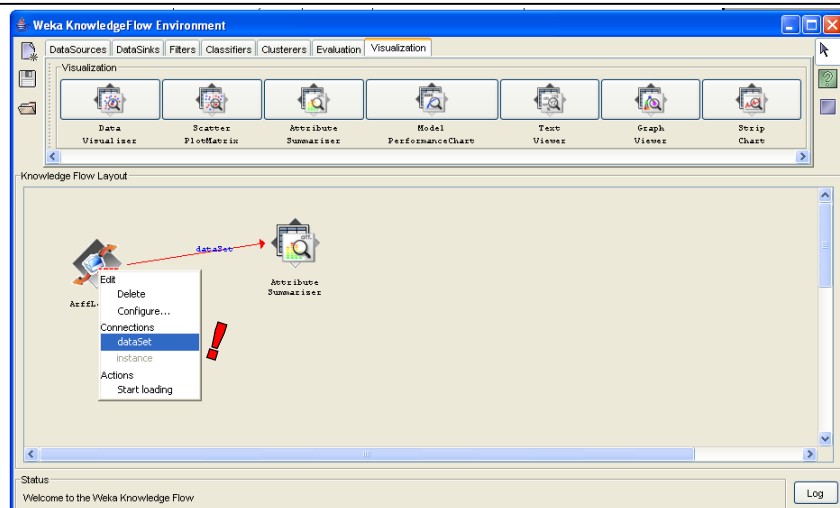 Weka KnowledgeFlow Environment
DataSources DataSinks Filters Classifiers Clusterers Evaluation Visualization
Visualization
Data Visualizer
Scatter PlotMatrix
Attribute Summarizer
Model PerformanceChart
Text Viewer
Graph Viewer
Strip Chart
Knowledge Flow Layout
dataSet
ArffL
Attribute
Summarizer
Edit
Delete
Configure...
Connections
dataSet
instance
Actions
Start loading
!
Status
Welcome to the Weka Knowledge Flow
Log